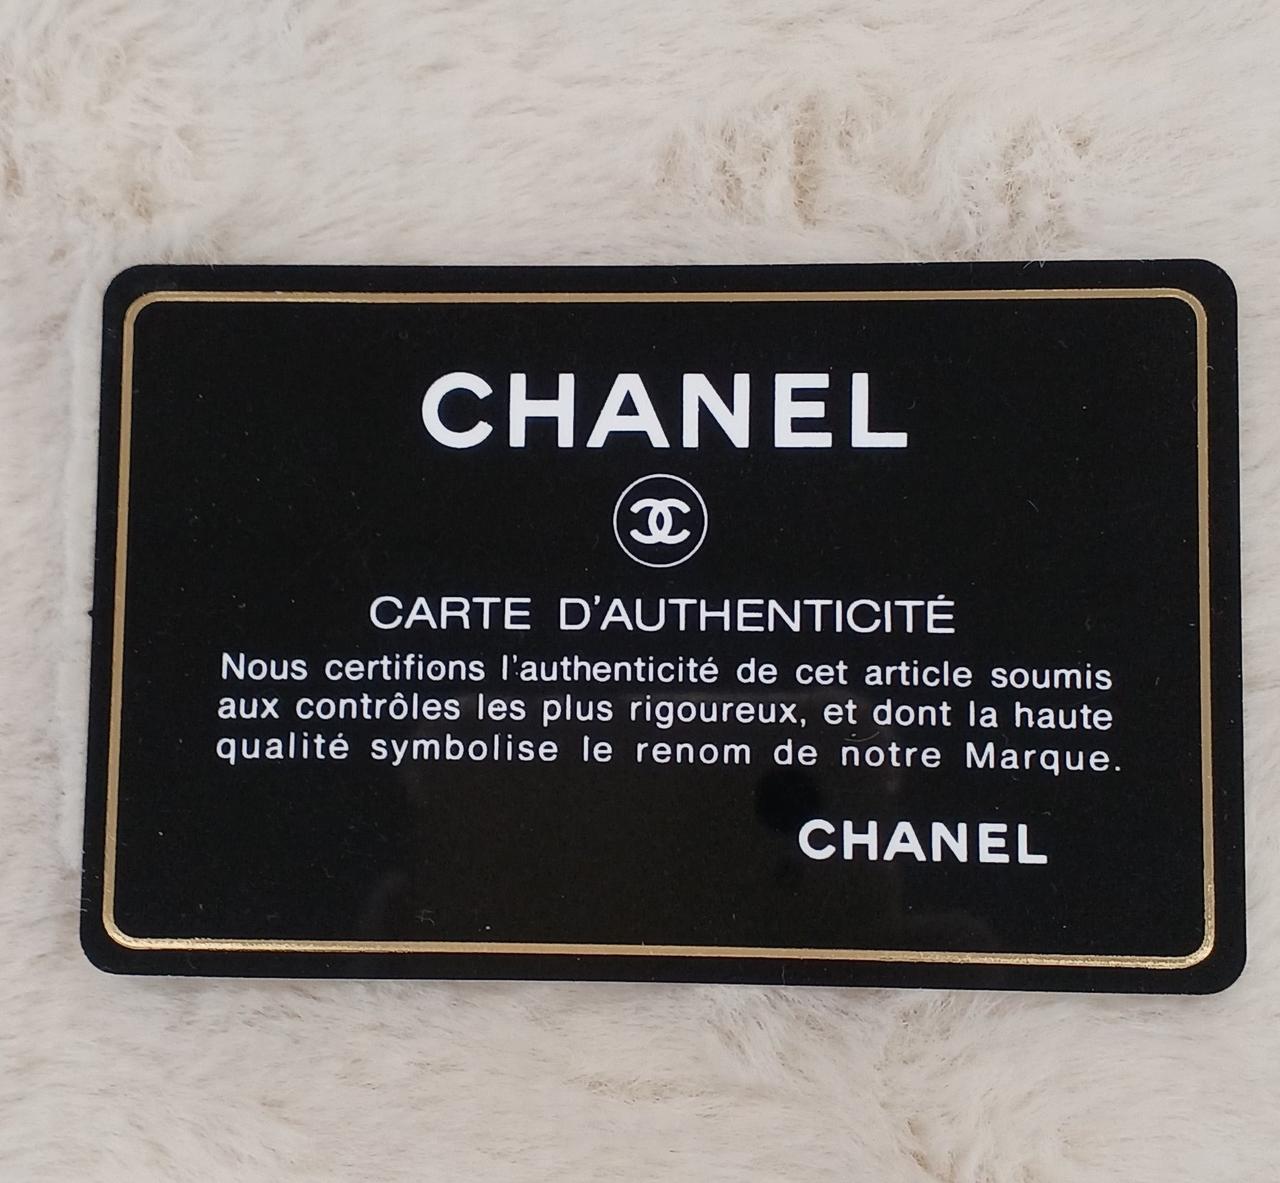 CHANEL
CARTE D'AUTHENTICITÉ
Nous certifions l'authenticité de cet article soumis
aux contrôles les plus rigoureux, et dont la haute
qualité symbolise le renom de notre Marque.
CHANEL